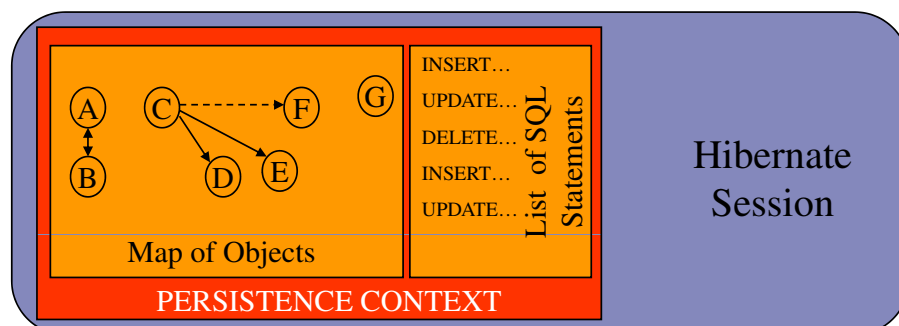 A
C
F
G
B
D
E
Map of Objects
INSERT…
UPDATE…
DELETE…
INSERT…
UPDATE…
List of SQL
Statements
PERSISTENCE CONTEXT
Hibernate
Session